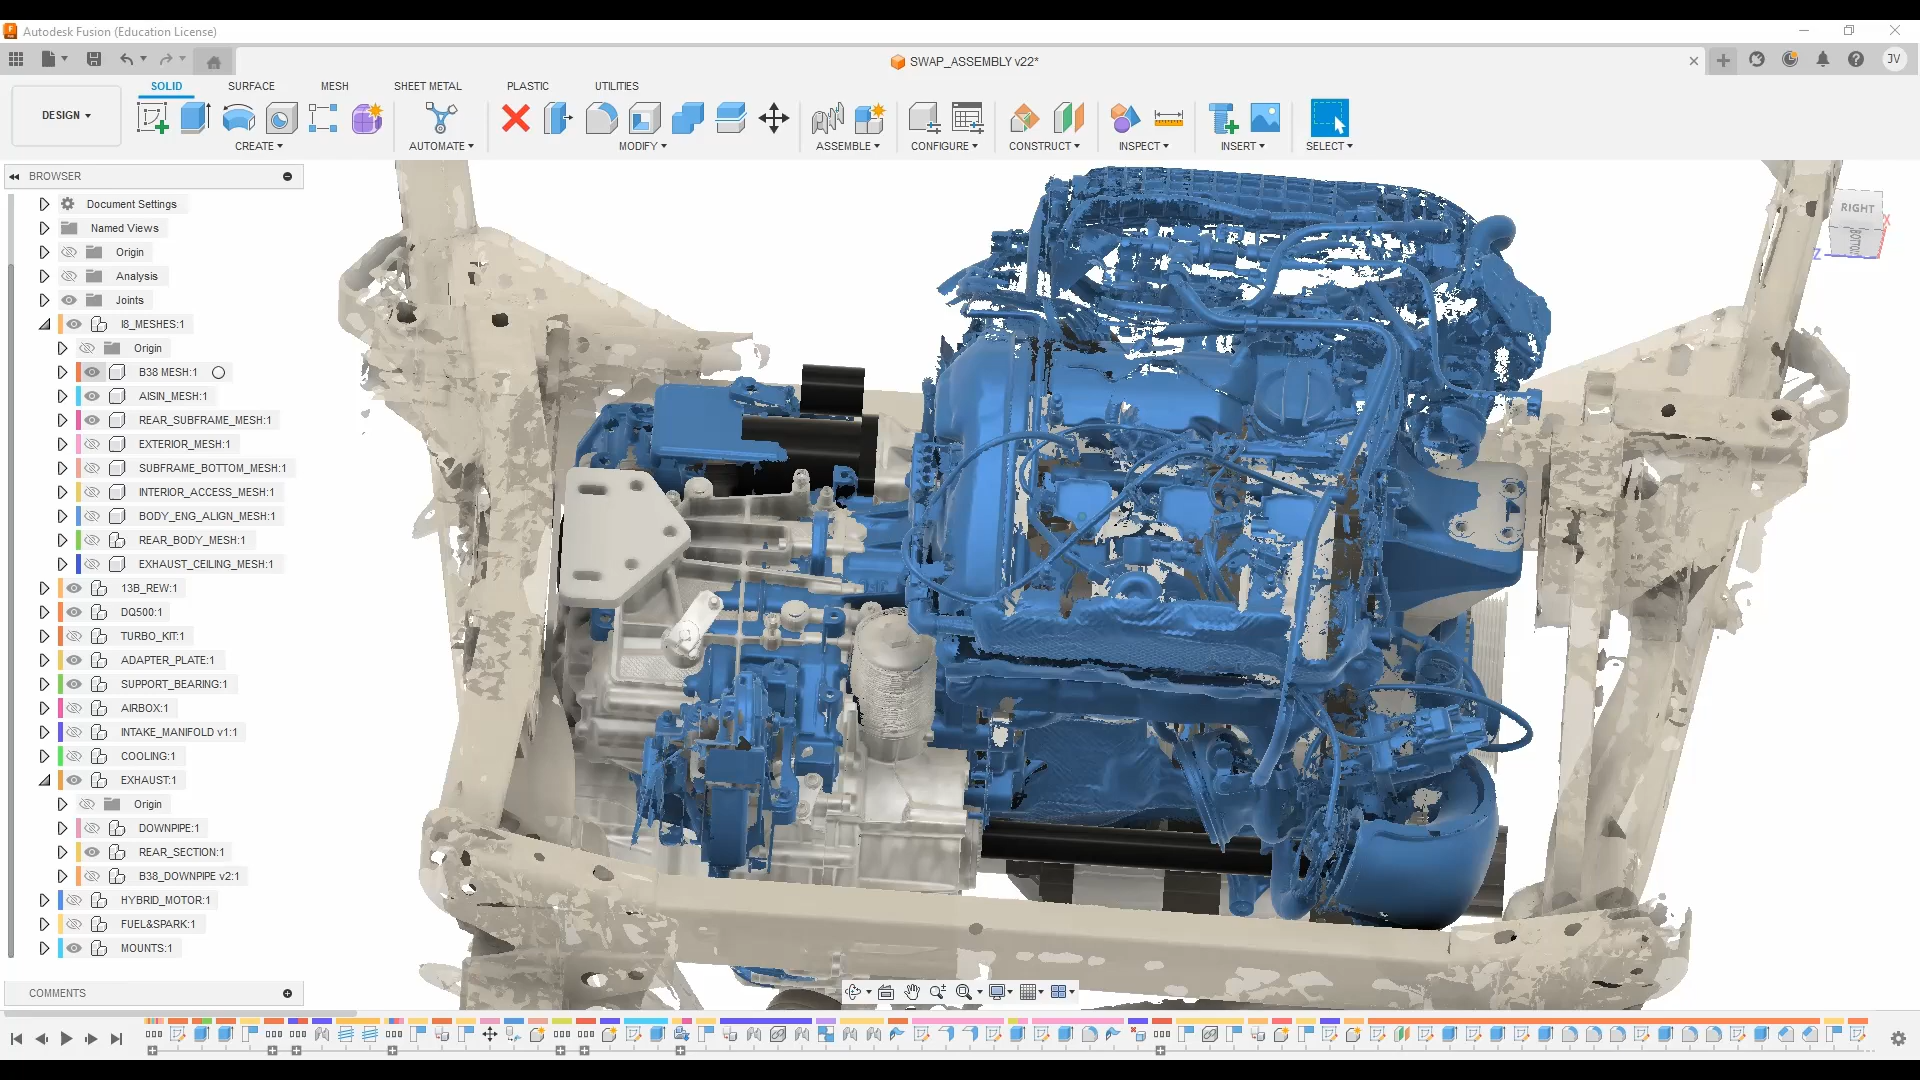 Autodesk Fusion (Education License)
SWAP_ASSEMBLY v22*
JV
SOLID SURFACE MESH SHEET METAL PLASTIC UTILITIES
DESIGN
CREATE AUTOMATE MODIFY ASSEMBLE CONFIGURE CONSTRUCT INSPECT INSERT SELECT
BROWSER
Document Settings
Named Views
Origin
Analysis
Joints
I8_MESHES:1
Origin
B38 MESH:1
AISIN_MESH:1
REAR_SUBFRAME_MESH:1
EXTERIOR_MESH:1
SUBFRAME_BOTTOM_MESH:1
INTERIOR_ACCESS_MESH:1
BODY_ENG_ALIGN_MESH:1
REAR_BODY_MESH:1
EXHAUST_CEILING_MESH:1
13B_REW:1
DQ500:1
TURBO_KIT:1
ADAPTER_PLATE:1
SUPPORT_BEARING:1
AIRBOX:1
INTAKE_MANIFOLD v1:1
COOLING:1
EXHAUST:1
Origin
DOWNPIPE:1
REAR_SECTION:1
B38_DOWNPIPE v2:1
HYBRID_MOTOR:1
FUEL&SPARK:1
MOUNTS:1
COMMENTS
RIGHT
BOTTOM
X
Z